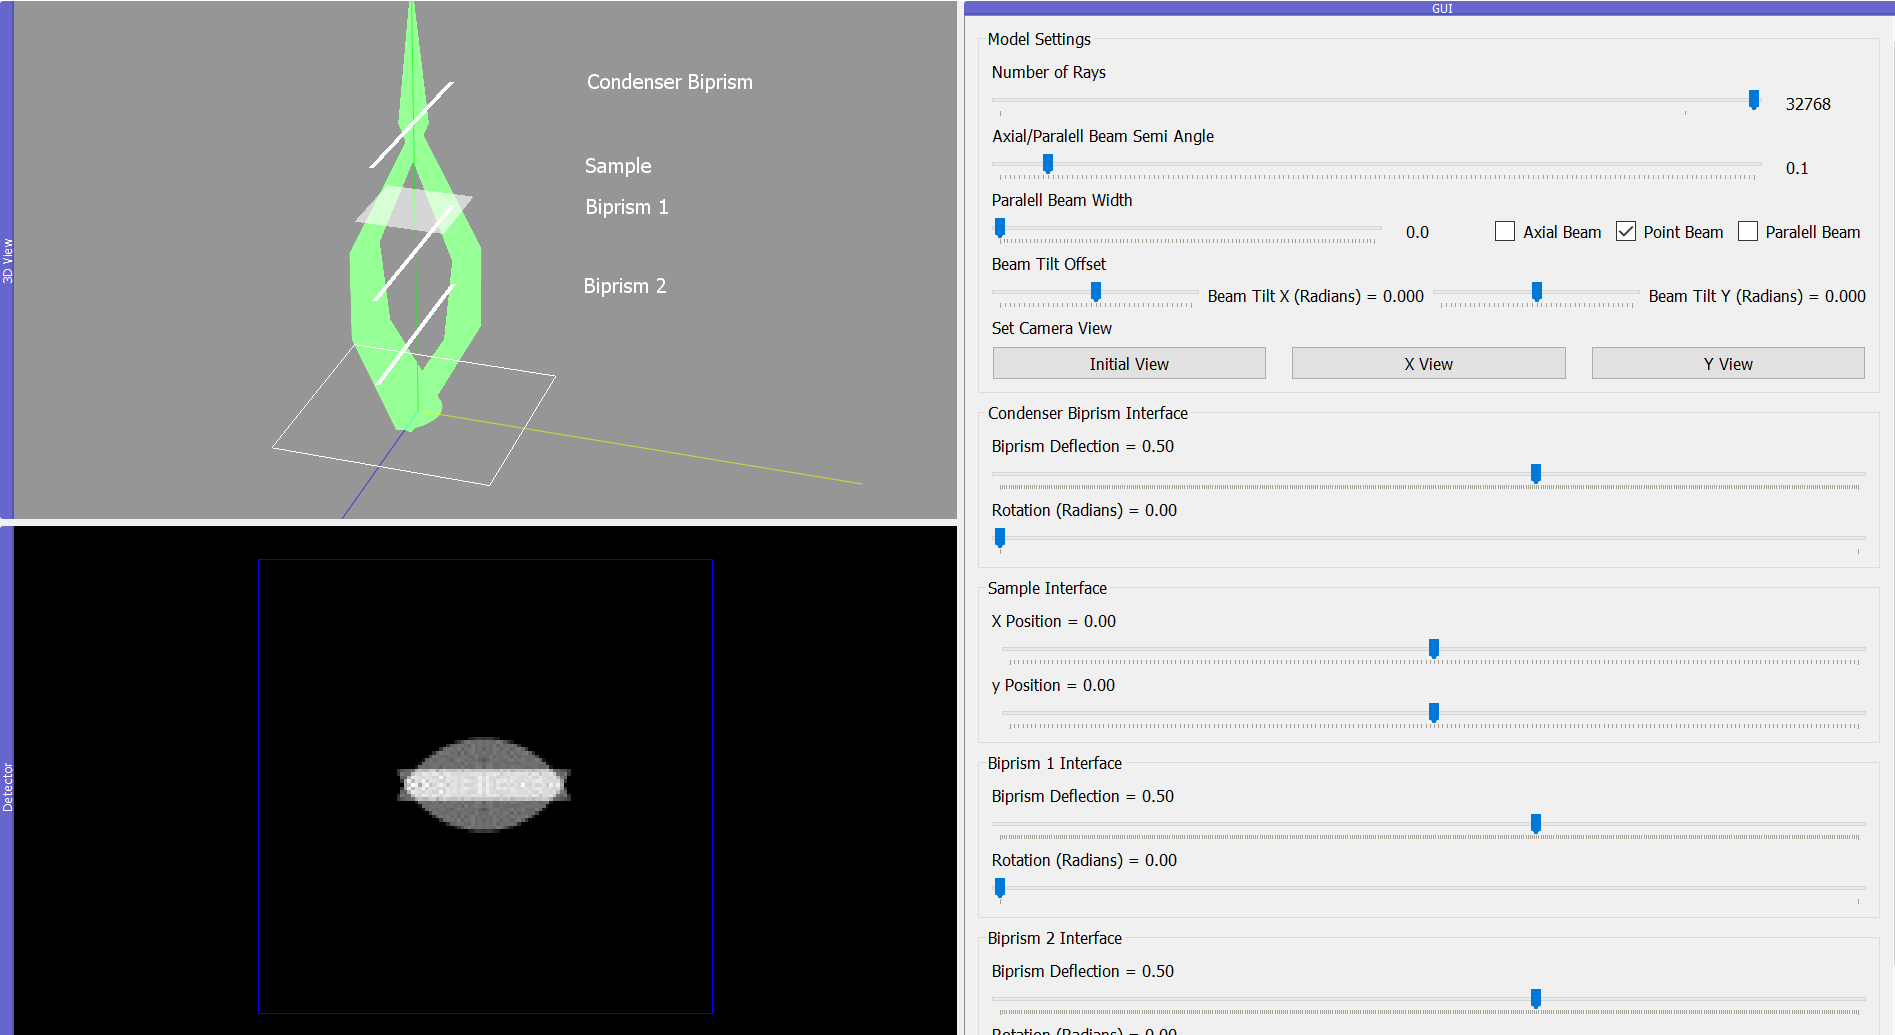 3D View
Condenser Biprism
Sample
Biprism 1
Biprism 2
Detector
GUI
Model Settings
Number of Rays
32768
Axial/Paralell Beam Semi Angle
0.1
Paralell Beam Width
0.0
Axial Beam
Point Beam
Paralell Beam
Beam Tilt Offset
Beam Tilt X (Radians) = 0.000
Beam Tilt Y (Radians) = 0.000
Set Camera View
Initial View
X View
Y View
Condenser Biprism Interface
Biprism Deflection = 0.50
Rotation (Radians) = 0.00
Sample Interface
X Position = 0.00
y Position = 0.00
Biprism 1 Interface
Biprism Deflection = 0.50
Rotation (Radians) = 0.00
Biprism 2 Interface
Biprism Deflection = 0.50
Rotation (Radians) = 0.00